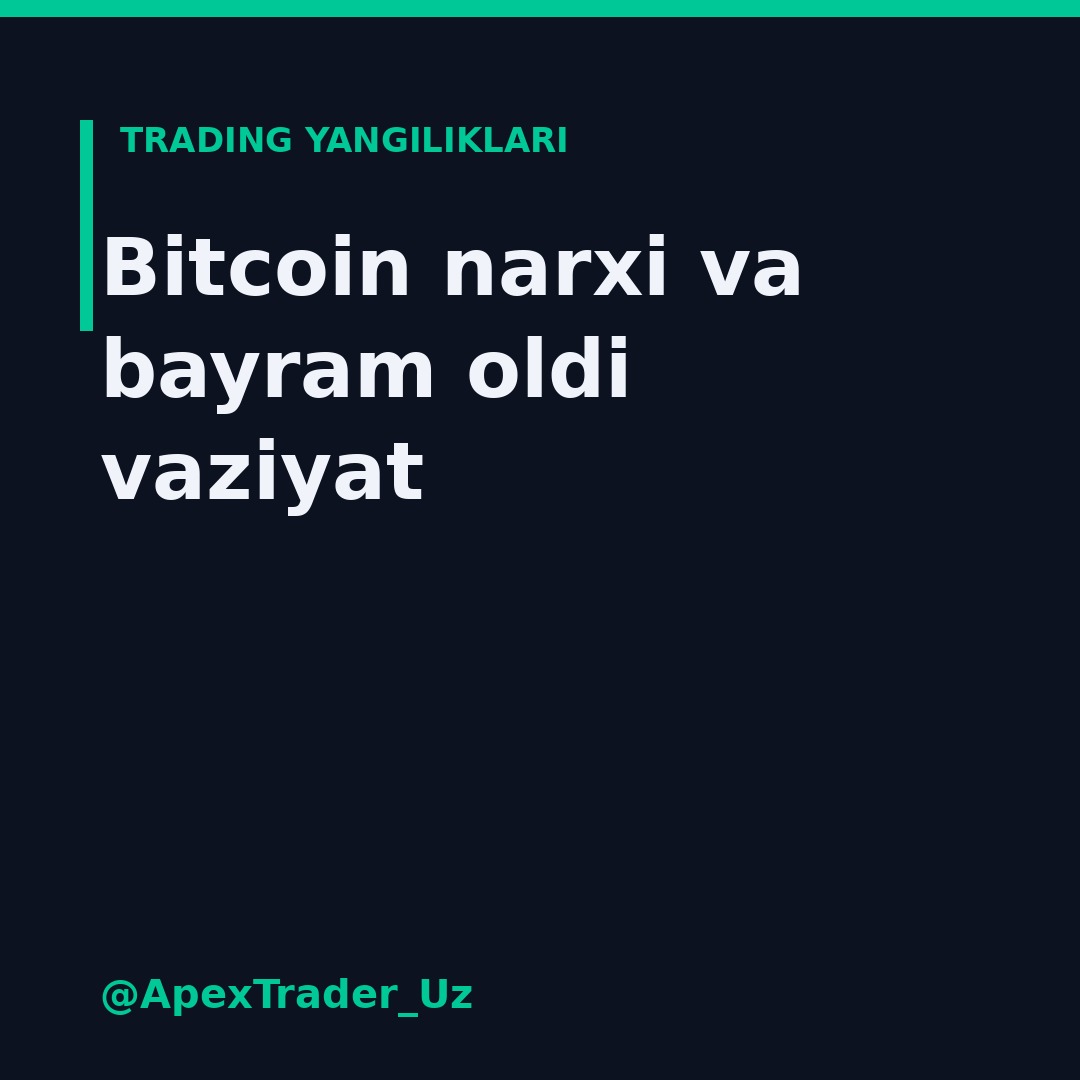 TRADING YANGILIKLARI
Bitcoin narxi va
bayram oldi
vaziyat
@ApexTrader_Uz